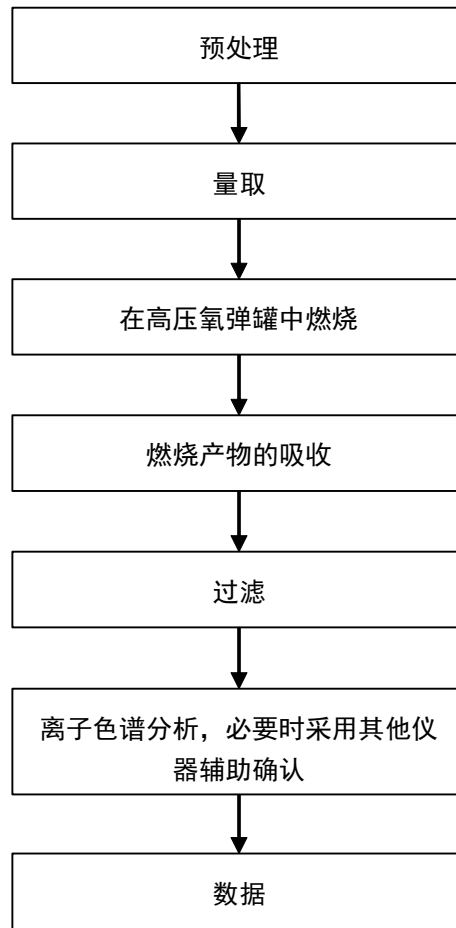 预处理
量取
在高压氧弹罐中燃烧
燃烧产物的吸收
过滤
离子色谱分析，必要时采用其他仪
器辅助确认
数据